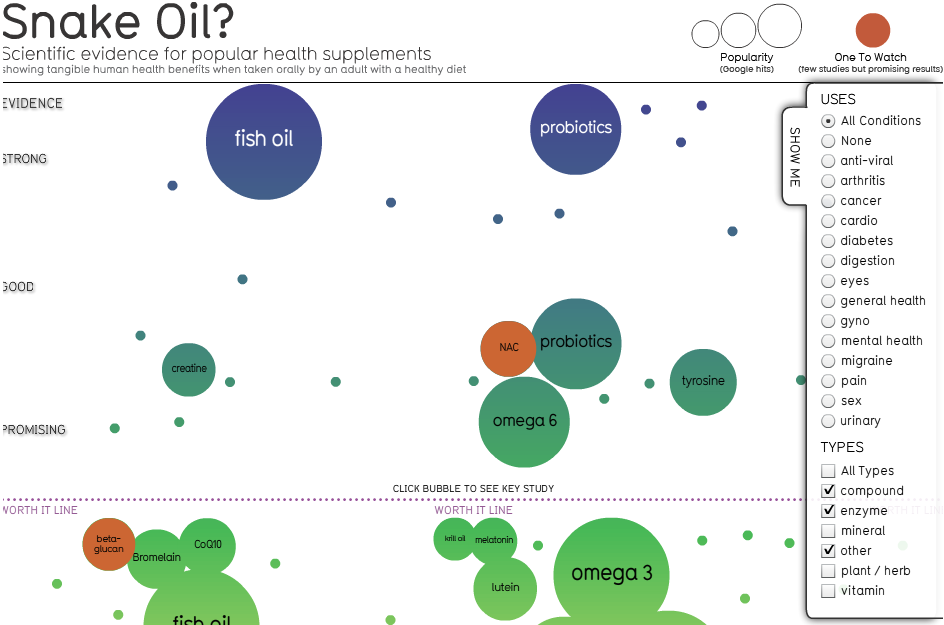 Snake Oil?
Scientific evidence for popular health supplements
showing tangible human health benefits when taken orally by an adult with a healthy diet
Popularity
(Google hits)
One To Watch
(few studies but promising results)
EVIDENCE
STRONG
GOOD
PROMISING
fish oil
probiotics
NAC
probiotics
creatine
tyrosine
omega 6
CLICK BUBBLE TO SEE KEY STUDY
WORTH IT LINE
WORTH IT LINE
beta-
glucan
Bromelain
CoQ10
krill oil
melatonin
lutein
omega 3
fish oil
SHOW ME
USES
All Conditions
None
anti-viral
arthritis
cancer
cardio
diabetes
digestion
eyes
general health
gyno
mental health
migraine
pain
sex
urinary
TYPES
All Types
compound
enzyme
mineral
other
plant / herb
vitamin